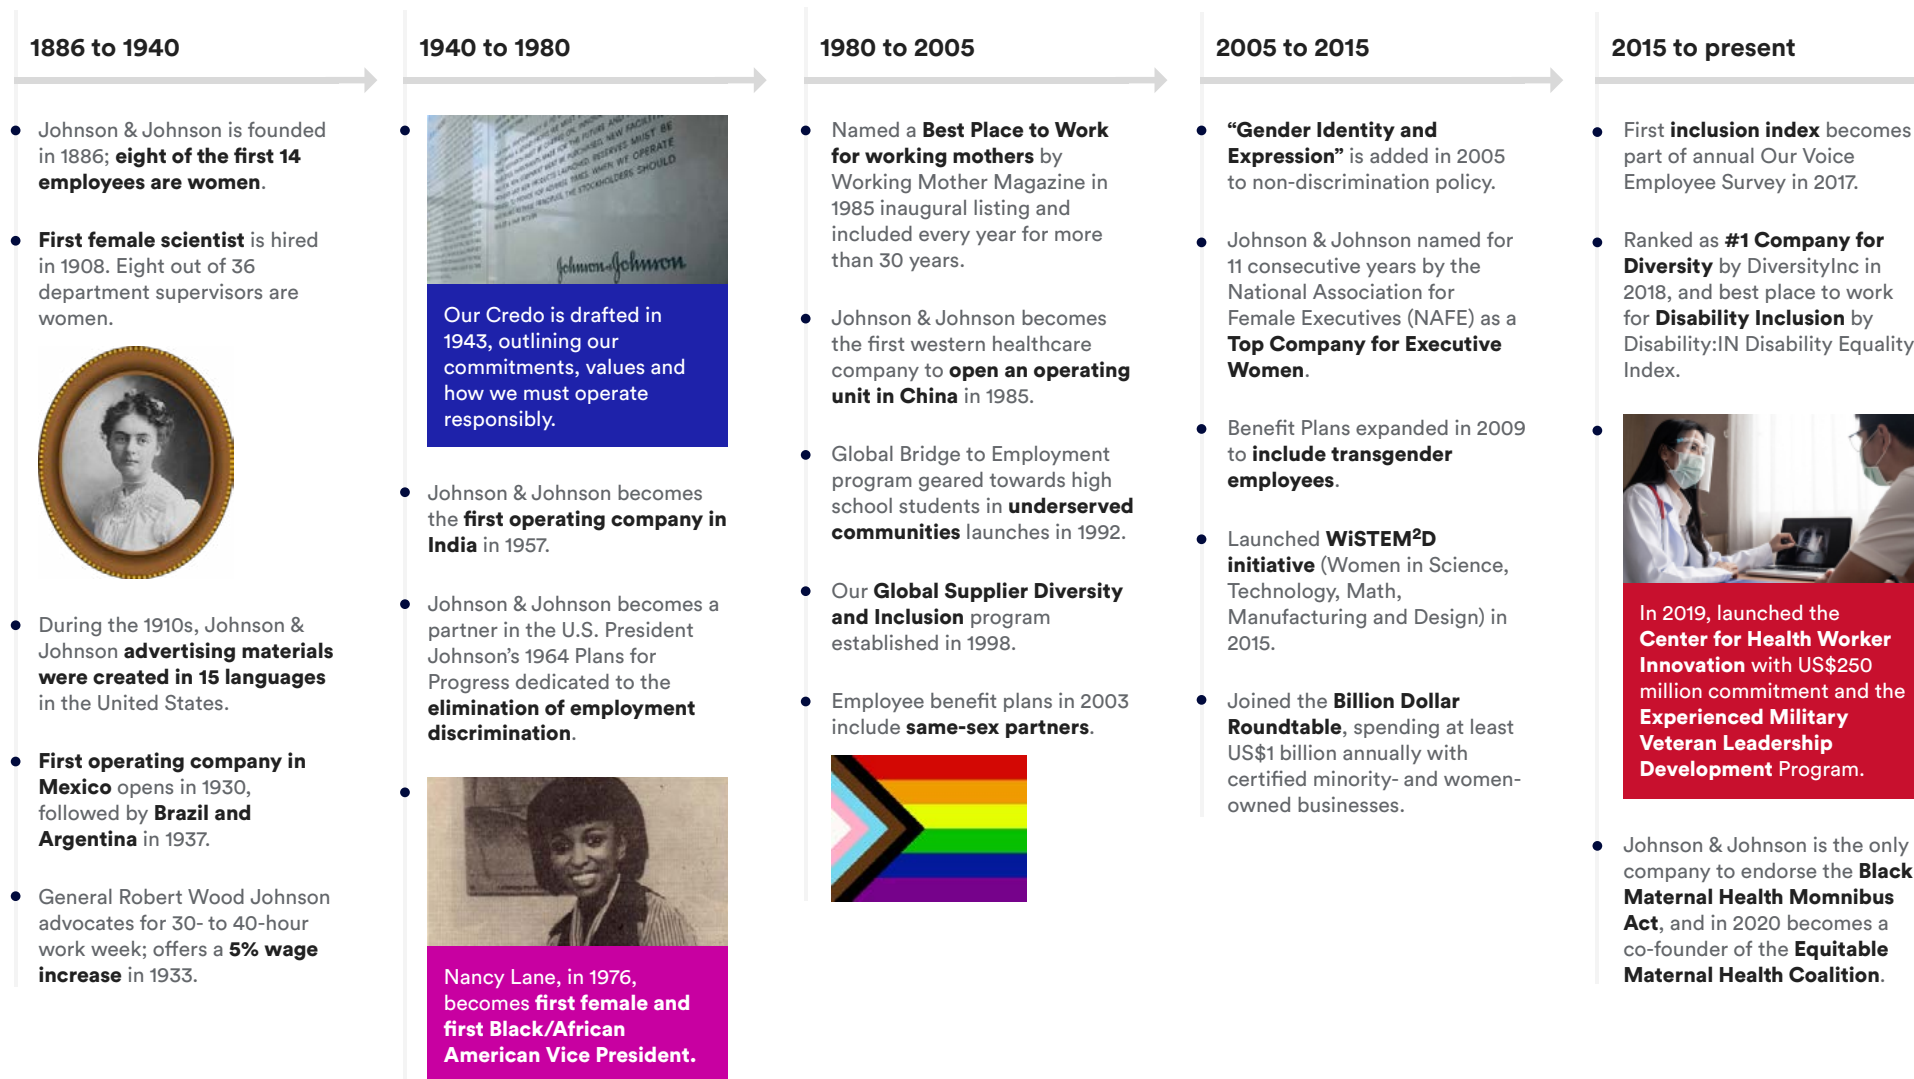 1886 to 1940
Johnson & Johnson is founded
in 1886; eight of the first 14
employees are women.
First female scientist is hired
in 1908. Eight out of 36
department supervisors are
women.
During the 1910s, Johnson &
Johnson advertising materials
were created in 15 languages
in the United States.
First operating company in
Mexico opens in 1930,
followed by Brazil and
Argentina in 1937.
General Robert Wood Johnson
advocates for 30- to 40-hour
work week; offers a 5% wage
increase in 1933.
1940 to 1980
Johnson & Johnson
Our Credo is drafted in
1943, outlining our
commitments, values and
how we must operate
responsibly.
Johnson & Johnson becomes
the first operating company in
India in 1957.
Johnson & Johnson becomes a
partner in the U.S. President
Johnson's 1964 Plans for
Progress dedicated to the
elimination of employment
discrimination.
Nancy Lane, in 1976,
becomes first female and
first Black/African
American Vice President.
1980 to 2005
Named a Best Place to Work
for working mothers by
Working Mother Magazine in
1985 inaugural listing and
included every year for more
than 30 years.
Johnson & Johnson becomes
the first western healthcare
company to open an operating
unit in China in 1985.
Global Bridge to Employment
program geared towards high
school students in underserved
communities launches in 1992.
Our Global Supplier Diversity
and Inclusion program
established in 1998.
Employee benefit plans in 2003
include same-sex partners.
2005 to 2015
“Gender Identity and
Expression” is added in 2005
to non-discrimination policy.
Johnson & Johnson named for
11 consecutive years by the
National Association for
Female Executives (NAFE) as a
Top Company for Executive
Women.
Benefit Plans expanded in 2009
to include transgender
employees.
Launched WiSTEM²D
initiative (Women in Science,
Technology, Math,
Manufacturing and Design) in
2015.
Joined the Billion Dollar
Roundtable, spending at least
US$1 billion annually with
certified minority- and women-
owned businesses.
2015 to present
First inclusion index becomes
part of annual Our Voice
Employee Survey in 2017.
Ranked as #1 Company for
Diversity by DiversityInc in
2018, and best place to work
for Disability Inclusion by
Disability:IN Disability Equality
Index.
In 2019, launched the
Center for Health Worker
Innovation with US$250
million commitment and the
Experienced Military
Veteran Leadership
Development Program.
Johnson & Johnson is the only
company to endorse the Black
Maternal Health Momnibus
Act, and in 2020 becomes a
co-founder of the Equitable
Maternal Health Coalition.